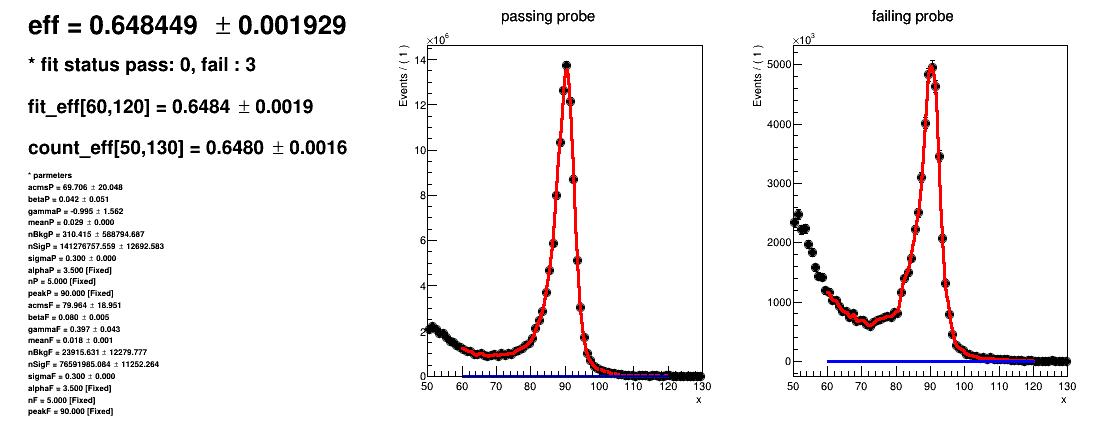 eff = 0.648449 ± 0.001929
* fit status pass: 0, fail : 3
fit_eff[60,120] = 0.6484 ± 0.0019
count_eff[50,130] = 0.6480 ± 0.0016
* parmeters
acmsP = 69.706 ± 20.048
betaP = 0.042 ± 0.051
gammaP = -0.995 ± 1.562
meanP = 0.029 ± 0.000
nBkgP = 310.415 ± 588794.687
nSigP = 141276757.559 ± 12692.583
sigmaP = 0.300 ± 0.000
alphaP = 3.500 [Fixed]
nP = 5.000 [Fixed]
peakP = 90.000 [Fixed]
acmsF = 79.964 ± 18.951
betaF = 0.080 ± 0.005
gammaF = 0.397 ± 0.043
meanF = 0.018 ± 0.001
nBkgF = 23915.631 ± 12279.777
nSigF = 76591985.084 ± 11252.264
sigmaF = 0.300 ± 0.000
alphaF = 3.500 [Fixed]
nF = 5.000 [Fixed]
peakF = 90.000 [Fixed]
passing probe
×10⁶
Events / ( 1 )
14
12
10
8
6
4
2
0
50 60 70 80 90 100 110 120 130
x
failing probe
×10³
Events / ( 1 )
5000
4000
3000
2000
1000
0
50 60 70 80 90 100 110 120 130
x